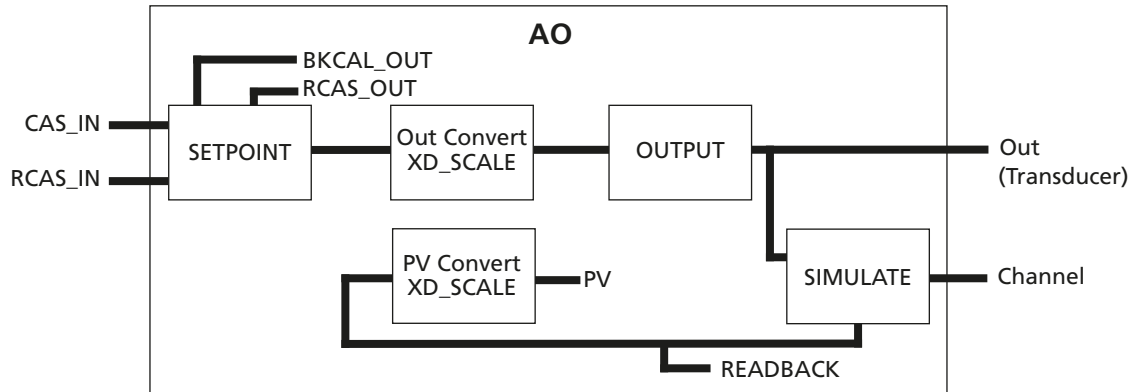 AO
BKCAL_OUT
RCAS_OUT
CAS_IN
RCAS_IN
SETPOINT
Out Convert
XD_SCALE
OUTPUT
Out
(Transducer)
PV Convert
XD_SCALE
PV
SIMULATE
Channel
READBACK